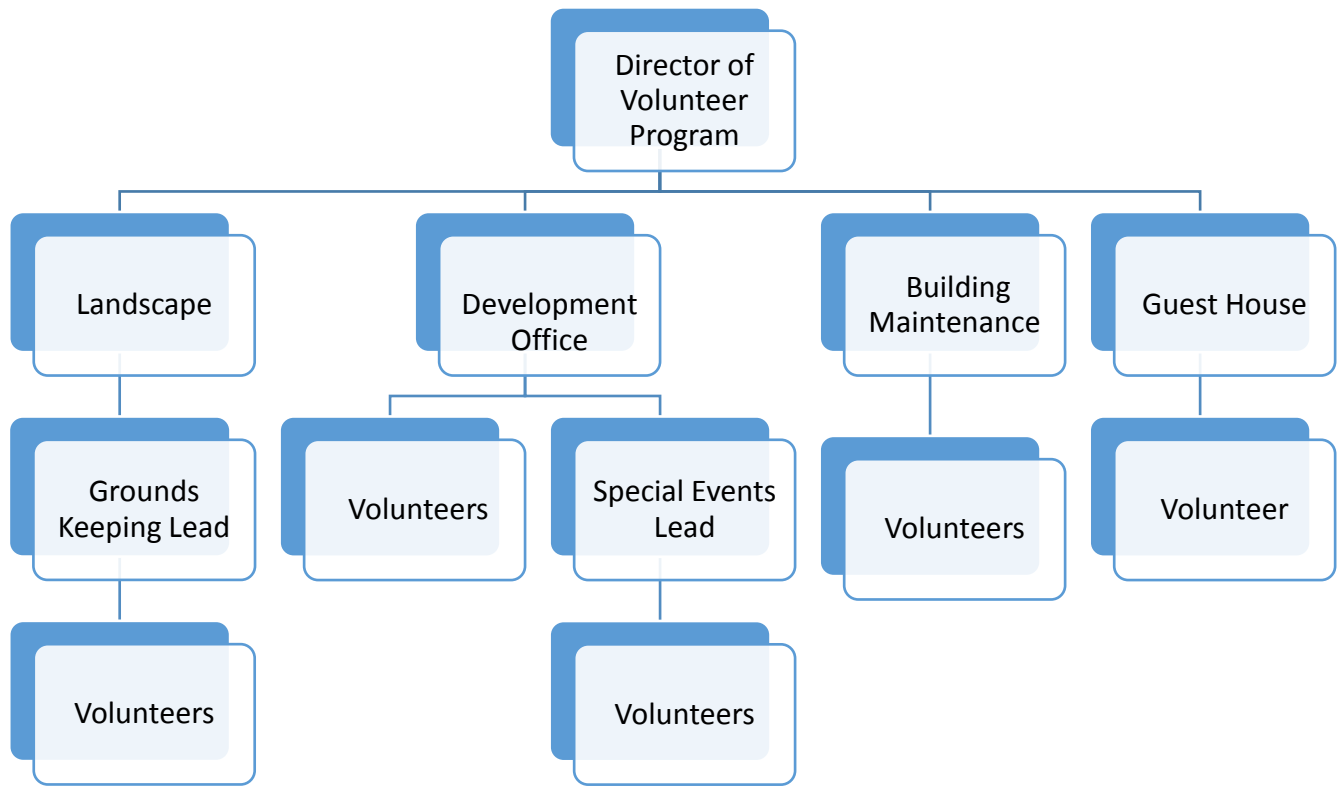 Director of
Volunteer
Program
Landscape
Development
Office
Building
Maintenance
Guest House
Grounds
Keeping Lead
Volunteers
Special Events
Lead
Volunteers
Volunteer
Volunteers
Volunteers